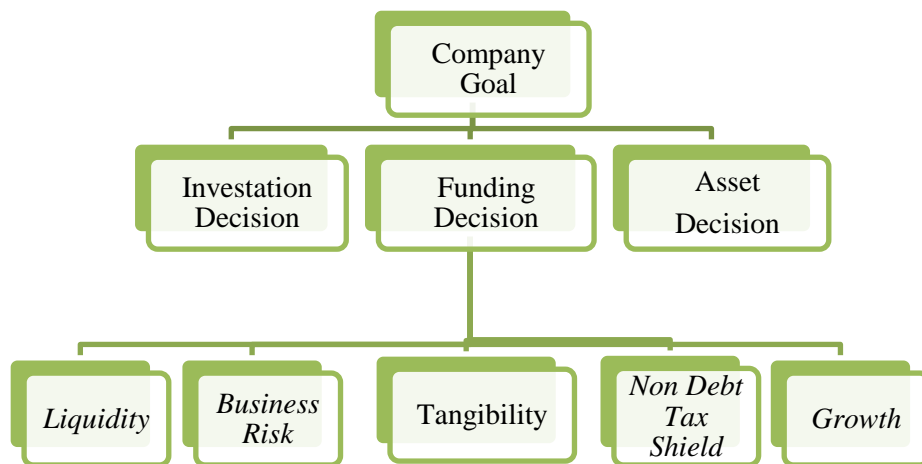 Company
Goal
Investation
Decision
Funding
Decision
Asset
Decision
Liquidity
Business
Risk
Tangibility
Non Debt
Tax
Shield
Growth